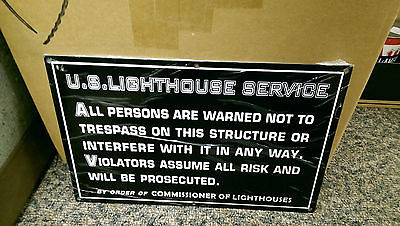 U.S. LIGHTHOUSE SERVICE
ALL PERSONS ARE WARNED NOT TO
TRESPASS ON THIS STRUCTURE OR
INTERFERE WITH IT IN ANY WAY.
VIOLATORS ASSUME ALL RISK AND
WILL BE PROSECUTED.
BY ORDER OF COMMISSIONER OF LIGHTHOUSES